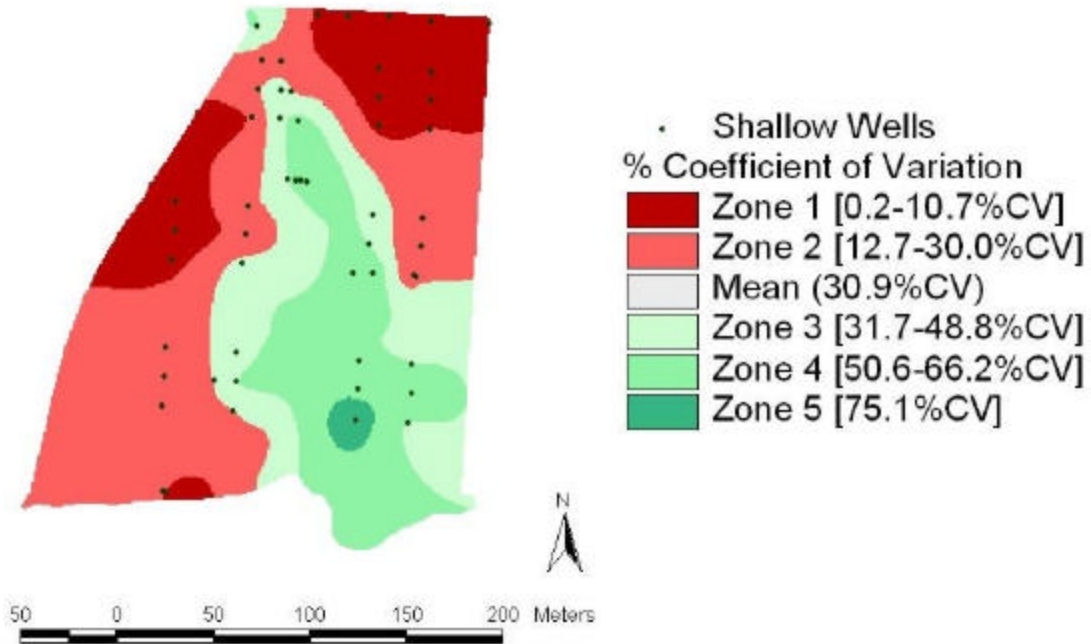 Shallow Wells
% Coefficient of Variation
Zone 1 [0.2-10.7%CV]
Zone 2 [12.7-30.0%CV]
Mean (30.9%CV)
Zone 3 [31.7-48.8%CV]
Zone 4 [50.6-66.2%CV]
Zone 5 [75.1%CV]
N
50 0 50 100 150 200 Meters